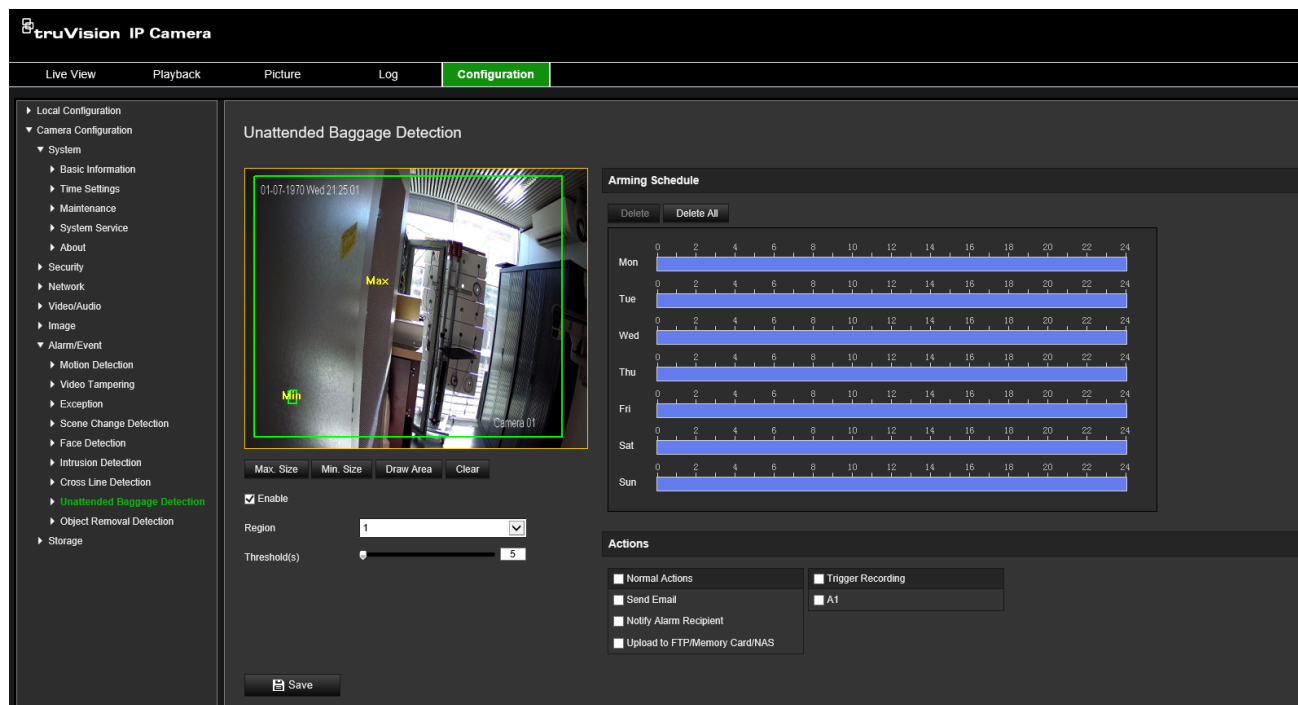 truVision IP Camera
Live View Playback Picture Log Configuration
Local Configuration
Camera Configuration
System
Basic Information
Time Settings
Maintenance
System Service
About
Security
Network
Video/Audio
Image
Alarm/Event
Motion Detection
Video Tampering
Exception
Scene Change Detection
Face Detection
Intrusion Detection
Cross Line Detection
Unattended Baggage Detection
Object Removal Detection
Storage
Unattended Baggage Detection
01-07-1970 Wed 21:25:01
Max
Min
Camera 01
Max. Size Min. Size Draw Area Clear
Enable
Region 1
Threshold(s) 5
Arming Schedule
Delete Delete All
0 2 4 6 8 10 12 14 16 18 20 22 24
Mon
0 2 4 6 8 10 12 14 16 18 20 22 24
Tue
0 2 4 6 8 10 12 14 16 18 20 22 24
Wed
0 2 4 6 8 10 12 14 16 18 20 22 24
Thu
0 2 4 6 8 10 12 14 16 18 20 22 24
Fri
0 2 4 6 8 10 12 14 16 18 20 22 24
Sat
0 2 4 6 8 10 12 14 16 18 20 22 24
Sun
Actions
Normal Actions Trigger Recording
Send Email A1
Notify Alarm Recipient
Upload to FTP/Memory Card/NAS
Save